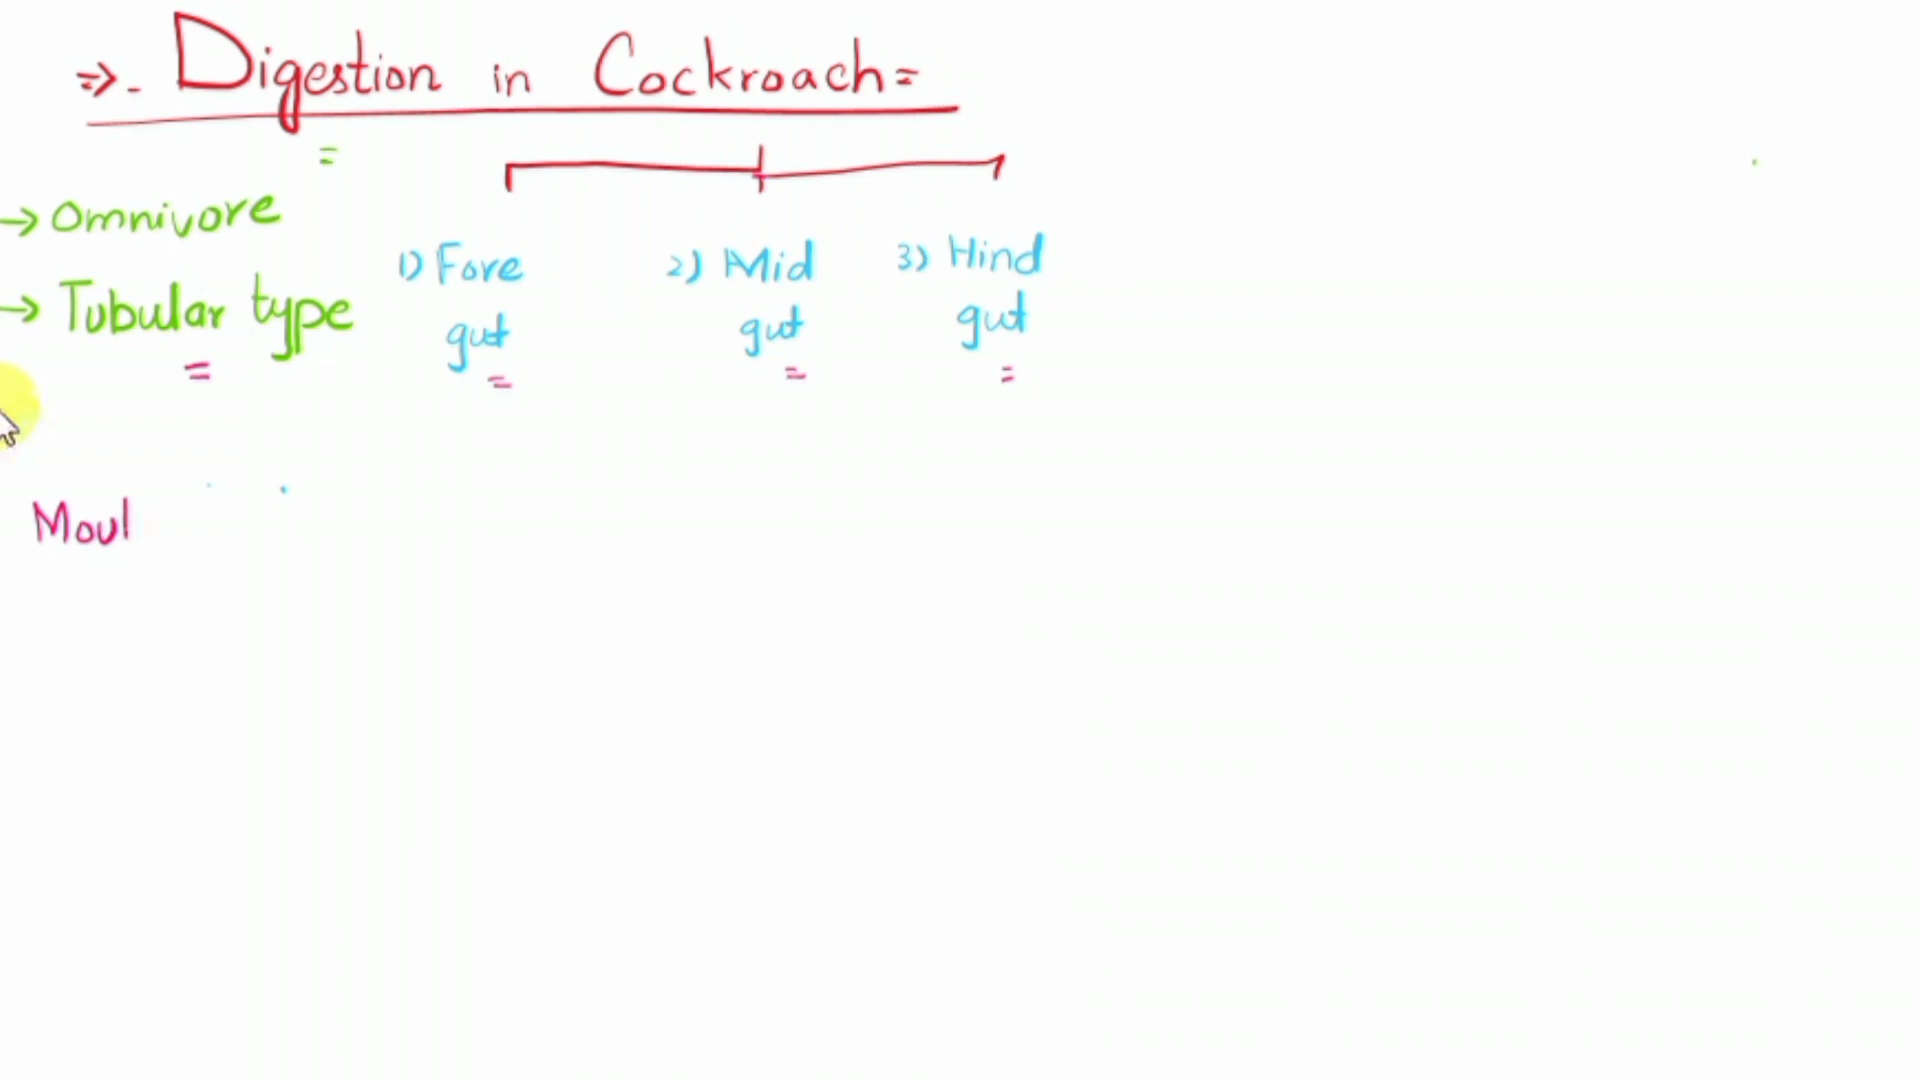 ⇒. Digestion in Cockroach=
→ Omnivore
→ Tubular type
1) Fore gut
2) Mid gut
3) Hind gut
Moul